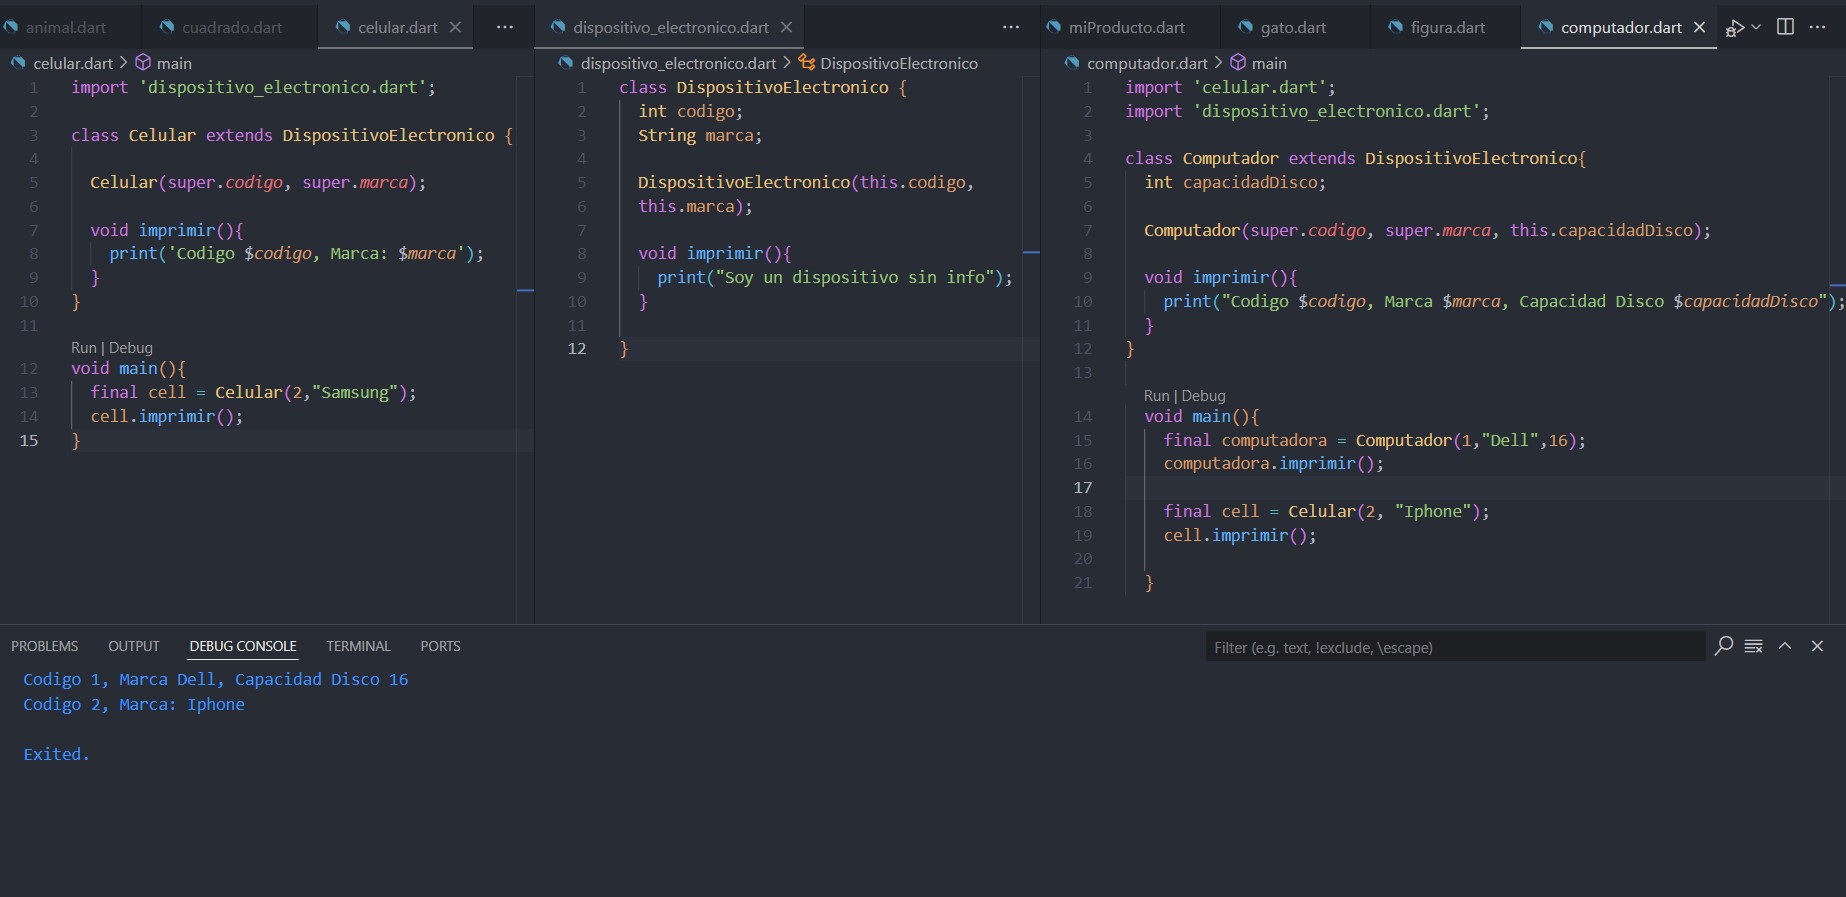 animal.dart cuadrado.dart celular.dart
celular.dart > main
1 import 'dispositivo_electronico.dart';
2
3 class Celular extends DispositivoElectronico {
4
5 Celular(super.codigo, super.marca);
6
7 void imprimir(){
8 print('Codigo $codigo, Marca: $marca');
9 }
10 }
11
Run | Debug
12 void main(){
13 final cell = Celular(2,"Samsung");
14 cell.imprimir();
15 }
dispositivo_electronico.dart
dispositivo_electronico.dart > DispositivoElectronico
1 class DispositivoElectronico {
2 int codigo;
3 String marca;
4
5 DispositivoElectronico(this.codigo,
6 this.marca);
7
8 void imprimir(){
9 print("Soy un dispositivo sin info");
10 }
11
12 }
miProducto.dart gato.dart figura.dart computador.dart
computador.dart > main
1 import 'celular.dart';
2 import 'dispositivo_electronico.dart';
3
4 class Computador extends DispositivoElectronico{
5 int capacidadDisco;
6
7 Computador(super.codigo, super.marca, this.capacidadDisco);
8
9 void imprimir(){
10 print("Codigo $codigo, Marca $marca, Capacidad Disco $capacidadDisco");
11 }
12 }
13
Run | Debug
14 void main(){
15 final computadora = Computador(1,"Dell",16);
16 computadora.imprimir();
17
18 final cell = Celular(2, "Iphone");
19 cell.imprimir();
20
21 }
PROBLEMS OUTPUT DEBUG CONSOLE TERMINAL PORTS
Filter (e.g. text, !exclude, \escape)
Codigo 1, Marca Dell, Capacidad Disco 16
Codigo 2, Marca: Iphone
Exited.